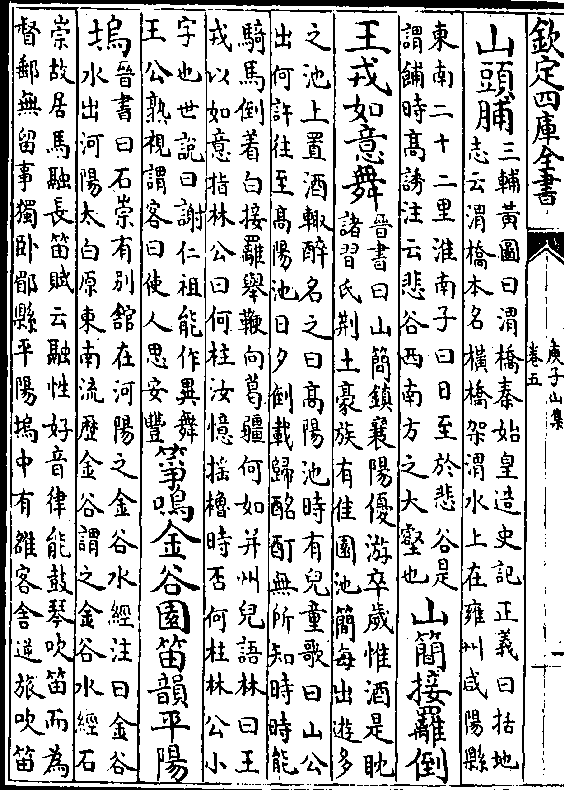 欽定四庫全書
庾子山集
卷五
山頭脯
三輔黃圖曰渭橋秦始皇造史記正義曰括地
志云渭橋本名橫橋架渭水上在雍州咸陽縣
東南二十二里淮南子曰日至於悲谷是
謂餔時高誘注云悲谷西南方之大壑也
山簡接䍦倒
王戎如意舞
晉書曰山簡鎮襄陽優游卒歲惟酒是耽
諸習氏荆土豪族有佳園池簡每出遊多
之池上置酒輙醉名之曰高陽池時有兒童歌曰山公
出何許往至高陽池日夕倒載歸酩酊無所知時時能
騎馬倒着白接䍦舉鞭向葛疆何如并州兒語林曰王
戎以如意指林公曰何柱汝憶揺櫓時否何柱林公小
字也世說曰謝仁祖能作異舞
王公熟視謂客曰使人思安豐
箏鳴金谷園笛韻平陽
塢
晉書曰石崇有別舘在河陽之金谷水經注曰金谷
水出河陽太白原東南流歷金谷謂之金谷水經石
崇故居馬融長笛賦云融性好音律能鼓琴吹笛而為
督郵無留事獨卧郿縣平陽塢中有雒客舍逆旅吹笛